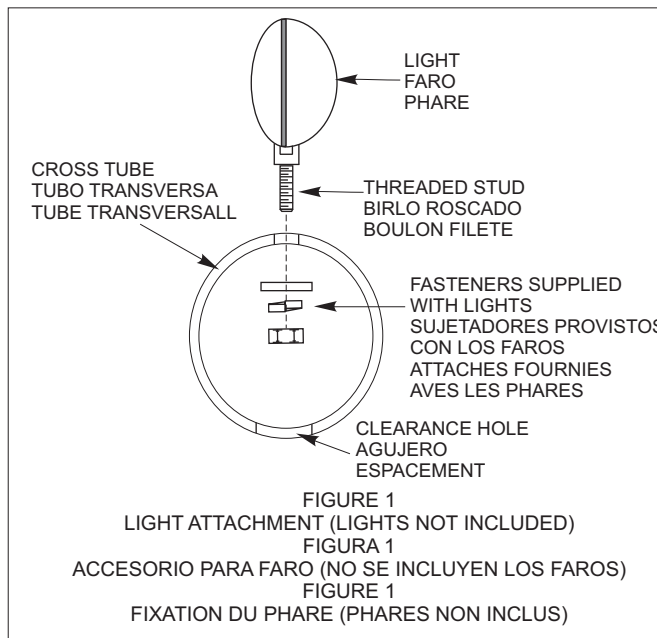 LIGHT
FARO
PHARE
CROSS TUBE
TUBO TRANSVERSA
TUBE TRANSVERSALL
THREADED STUD
BIRLO ROSCADO
BOULON FILETE
FASTENERS SUPPLIED
WITH LIGHTS
SUJETADORES PROVISTOS
CON LOS FAROS
ATTACHES FOURNIES
AVES LES PHARES
CLEARANCE HOLE
AGUJERO
ESPACEMENT
FIGURE 1
LIGHT ATTACHMENT (LIGHTS NOT INCLUDED)
FIGURA 1
ACCESORIO PARA FARO (NO SE INCLUYEN LOS FAROS)
FIGURE 1
FIXATION DU PHARE (PHARES NON INCLUS)